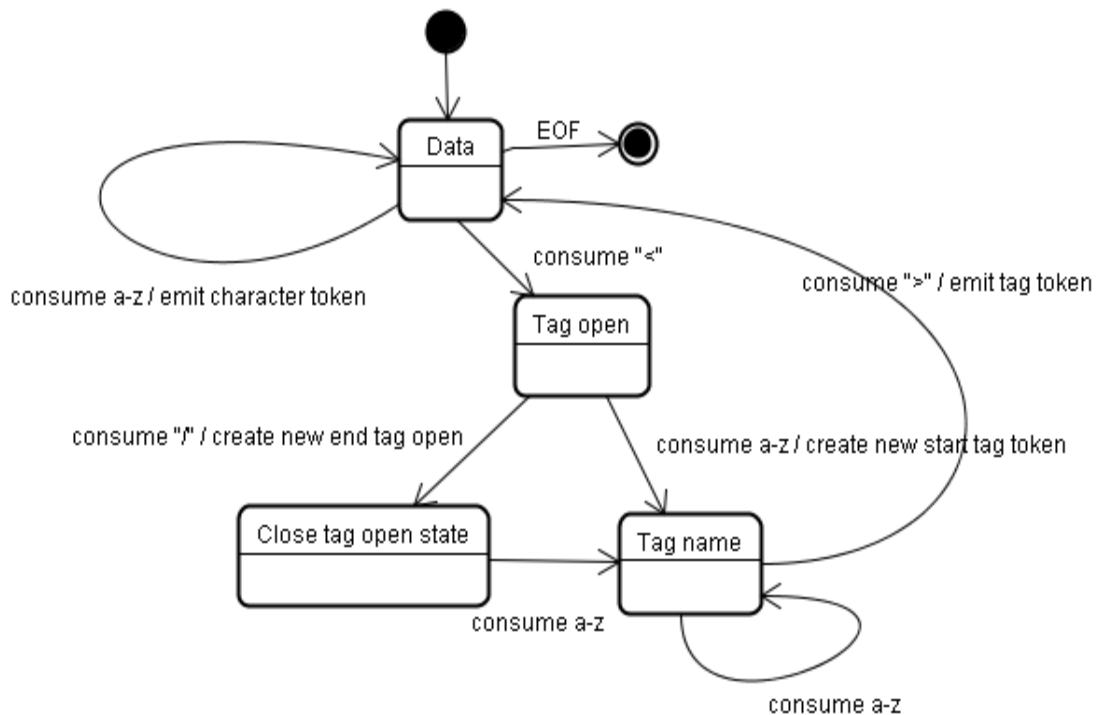 EOF
Data
consume "<"
consume ">" / emit tag token
consume a-z / emit character token
Tag open
consume "/" / create new end tag open
consume a-z / create new start tag token
Close tag open state
Tag name
consume a-z
consume a-z